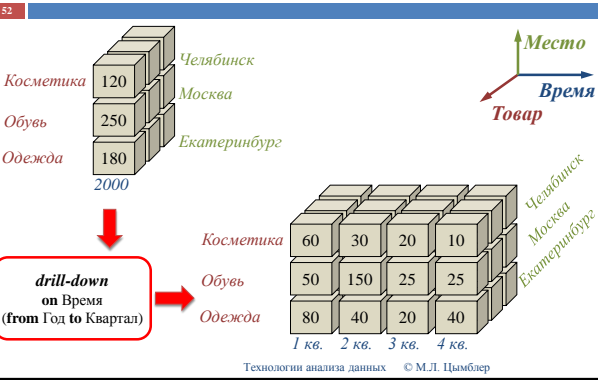 52
Челябинск
Косметика 120
Москва
Обувь 250
Екатеринбург
Одежда 180
2000
Место
Время
Товар
drill-down
on Время
(from Год to Квартал)
Челябинск
Москва
Екатеринбург
Косметика 60 30 20 10
Обувь 50 150 25 25
Одежда 80 40 20 40
1 кв. 2 кв. 3 кв. 4 кв.
Технологии анализа данных © М.Л. Цымблер